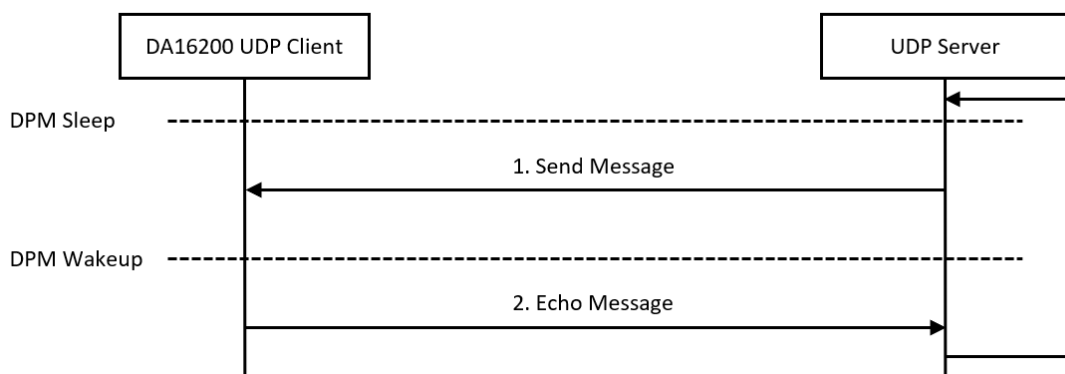 DA16200 UDP Client
UDP Server
DPM Sleep
1. Send Message
DPM Wakeup
2. Echo Message